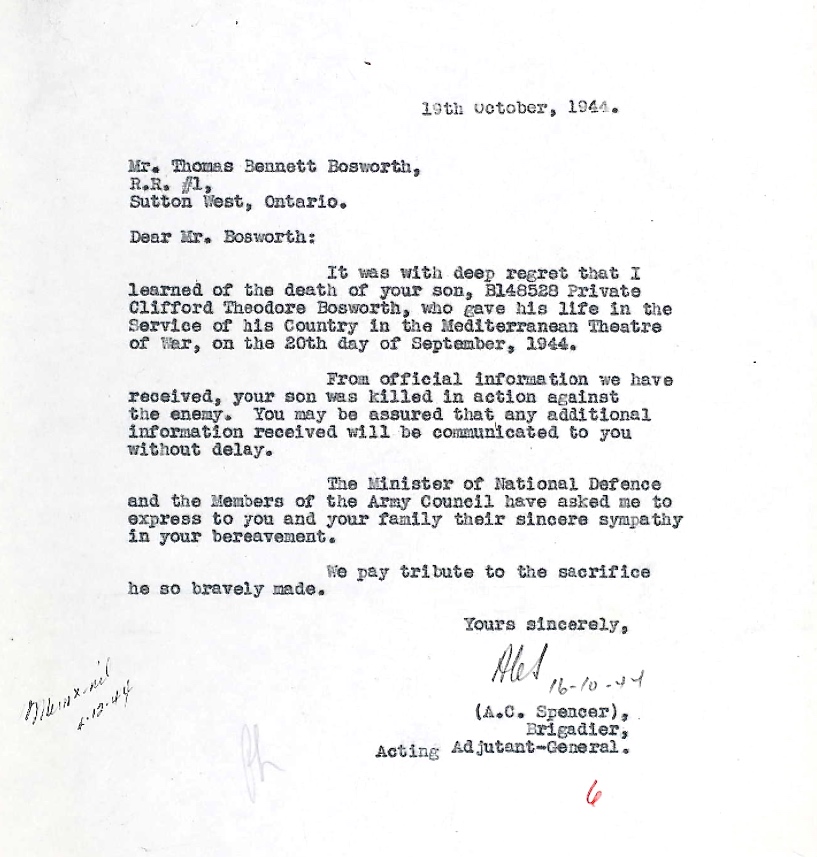 19th October, 1944.
Mr. Thomas Bennett Bosworth,
R.R. #1,
Sutton West, Ontario.
Dear Mr. Bosworth:
It was with deep regret that I
learned of the death of your son, B148528 Private
Clifford Theodore Bosworth, who gave his life in the
Service of his Country in the Mediterranean Theatre
of War, on the 20th day of September, 1944.
From official information we have
received, your son was killed in action against
the enemy.  You may be assured that any additional
information received will be communicated to you
without delay.
The Minister of National Defence
and the Members of the Army Council have asked me to
express to you and your family their sincere sympathy
in your bereavement.
We pay tribute to the sacrifice
he so bravely made.
Yours sincerely,
16-10-44
(A.C. Spencer),
Brigadier,
Acting Adjutant-General.
6